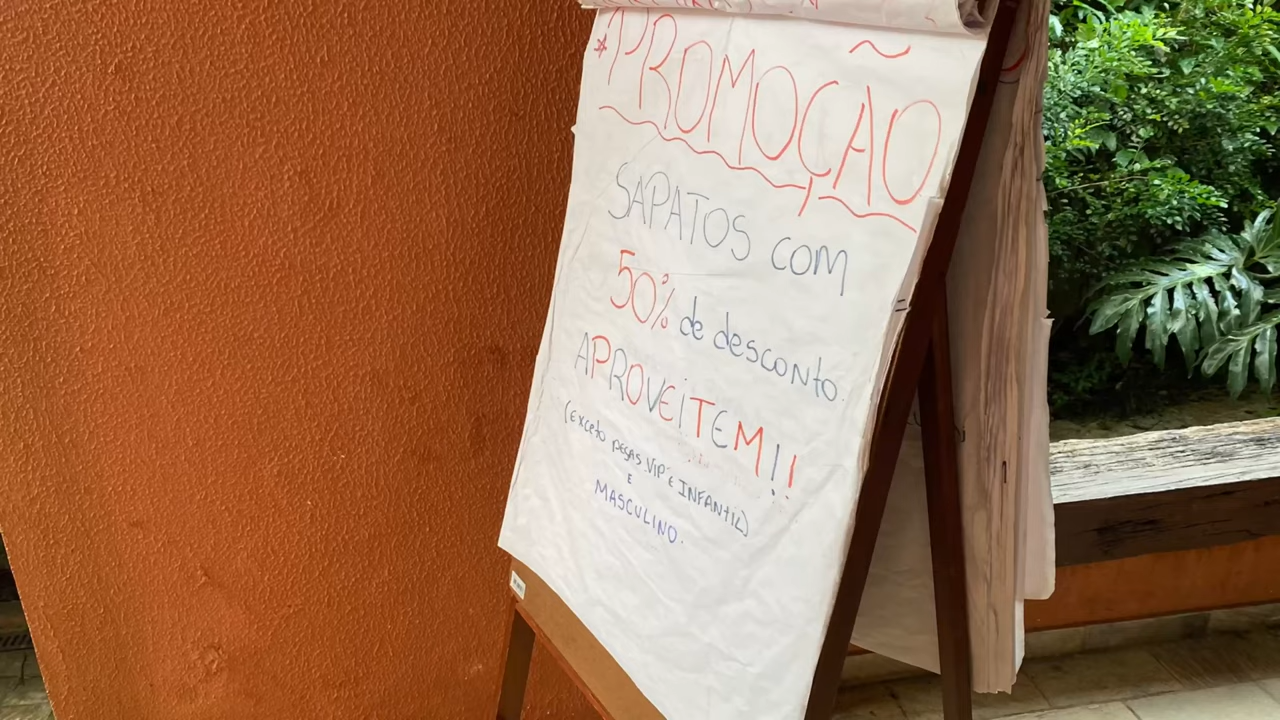 *PROMOÇÃO
SAPATOS COM
50% de desconto.
APROVEITEM!!
(Exceto peças VIP E INFANTIL)
E
MASCULINO.